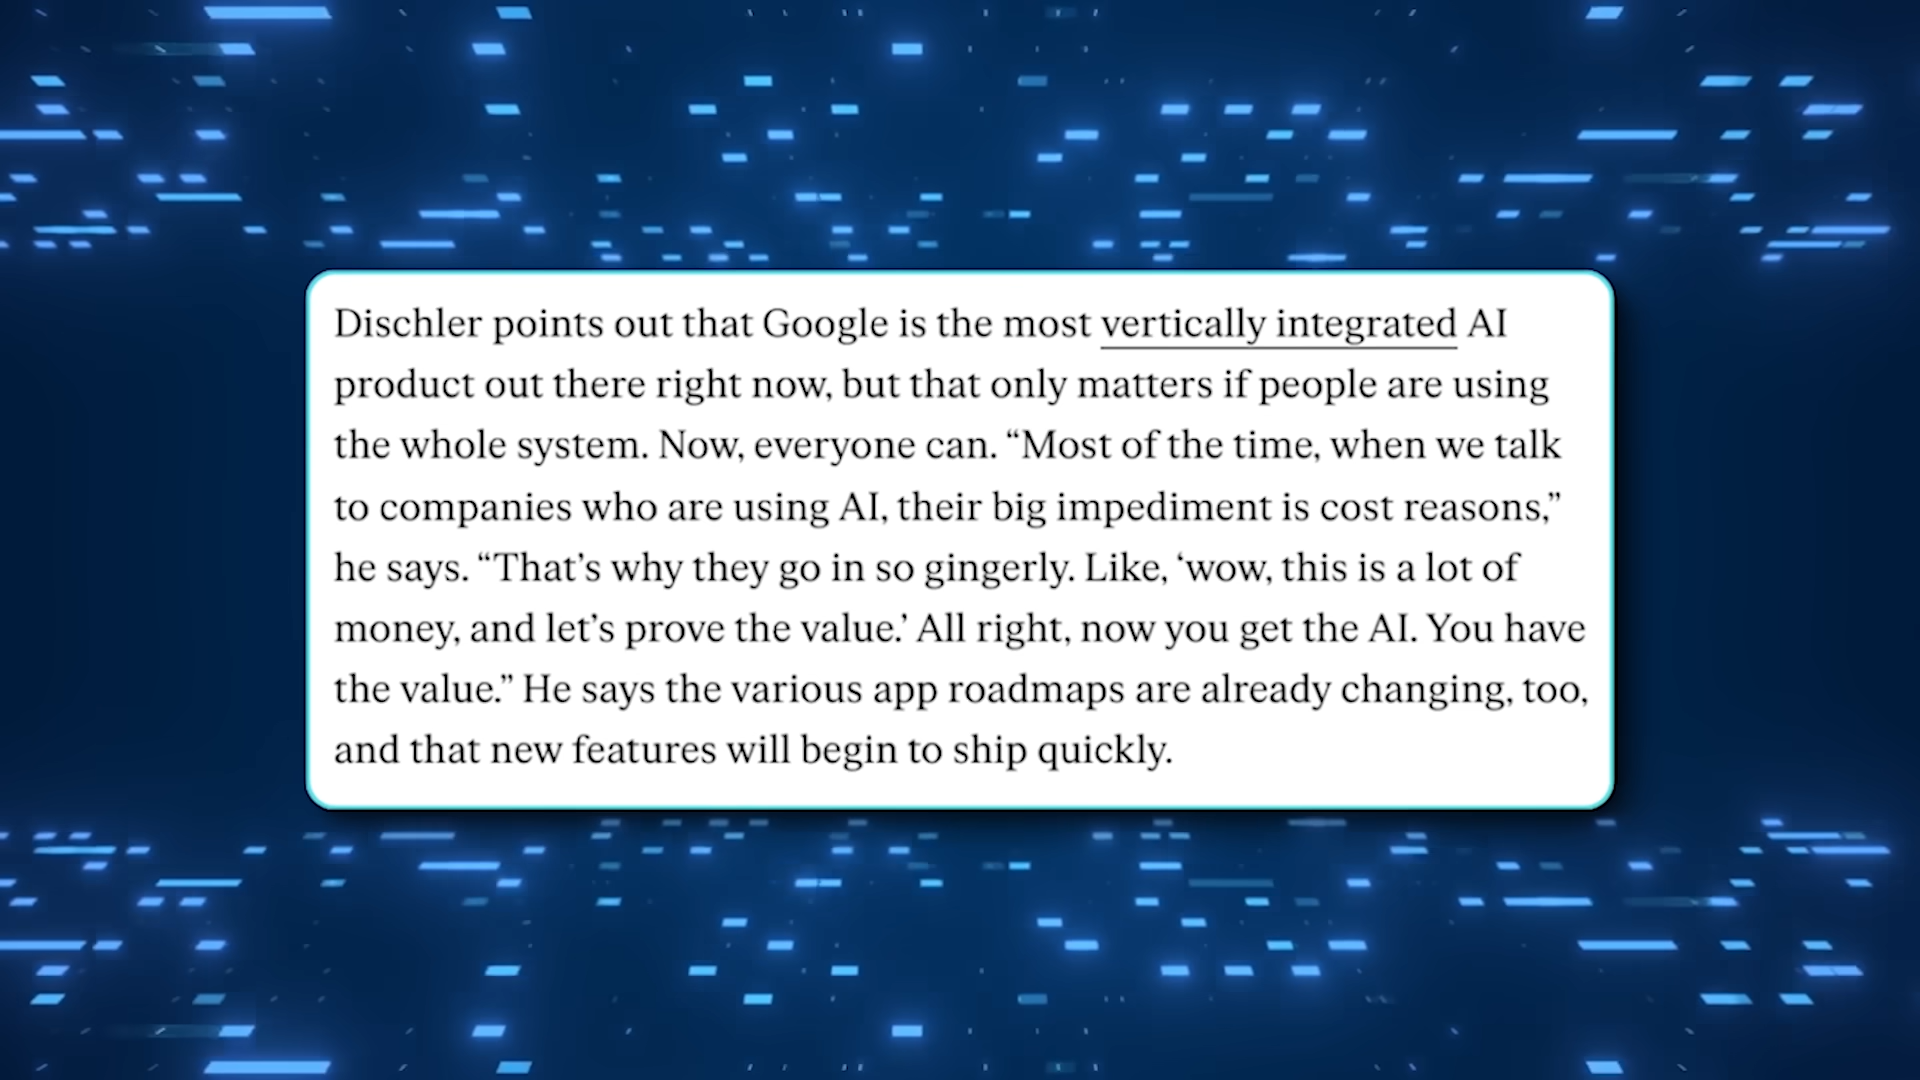 Dischler points out that Google is the most vertically integrated AI
product out there right now, but that only matters if people are using
the whole system. Now, everyone can. “Most of the time, when we talk
to companies who are using AI, their big impediment is cost reasons,”
he says. “That’s why they go in so gingerly. Like, ‘wow, this is a lot of
money, and let’s prove the value.’ All right, now you get the AI. You have
the value.” He says the various app roadmaps are already changing, too,
and that new features will begin to ship quickly.